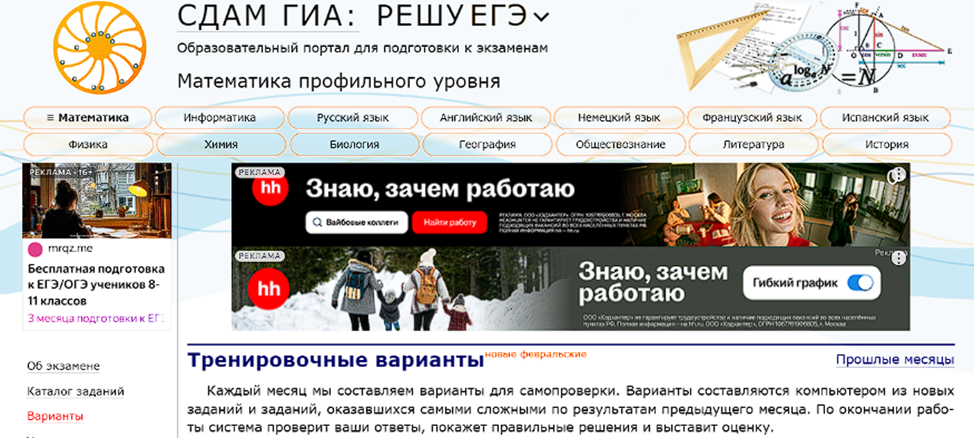 СДАМ ГИА: РЕШУ ЕГЭ
Образовательный портал для подготовки к экзаменам
Математика профильного уровня
≡ Математика
Информатика
Русский язык
Английский язык
Немецкий язык
Французский язык
Испанский язык
Физика
Химия
Биология
География
Обществознание
Литература
История
РЕКЛАМА • 16+
mrqz.me
Бесплатная подготовка
к ЕГЭ/ОГЭ учеников 8-
11 классов
3 месяца подготовки к ЕГЭ
РЕКЛАМА
hh
Знаю, зачем работаю
Вайбовые коллеги
Найти работу
РЕКЛАМА
hh
Знаю, зачем
работаю
Гибкий график
Реклама
Тренировочные варианты новые февральские
Прошлые месяцы
Об экзамене
Каталог заданий
Варианты
Каждый месяц мы составляем варианты для самопроверки. Варианты составляются компьютером из новых
заданий и заданий, оказавшихся самыми сложными по результатам предыдущего месяца. По окончании рабо-
ты система проверит ваши ответы, покажет правильные решения и выставит оценку.